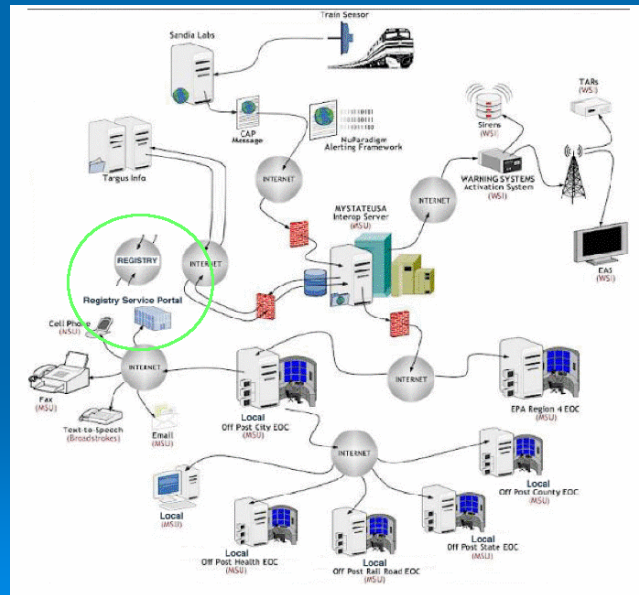 Train Sensor
Sandia Labs
CAP
Message
NuParadigm
Alerting Framework
TARs
(WSI)
Sirens
(WSI)
Targus Info
INTERNET
WARNING SYSTEMS
Activation System
(WSI)
MYSTATEUSA
Interop Server
(MSU)
INTERNET
EAS
(WSI)
REGISTRY
INTERNET
Registry Service Portal
Cell Phone
(NSU)
INTERNET
INTERNET
Fax
(MSU)
Text-to-Speech
(Broadstrokes)
Email
(MSU)
Local
Off Post City EOC
(MSU)
EPA Region 4 EOC
(MSU)
INTERNET
Local
Off Post County EOC
(MSU)
Local
(MSU)
Local
Off Post Health EOC
(MSU)
Local
Off Post Rail Road EOC
(MSU)
Local
Off Post State EOC
(MSU)